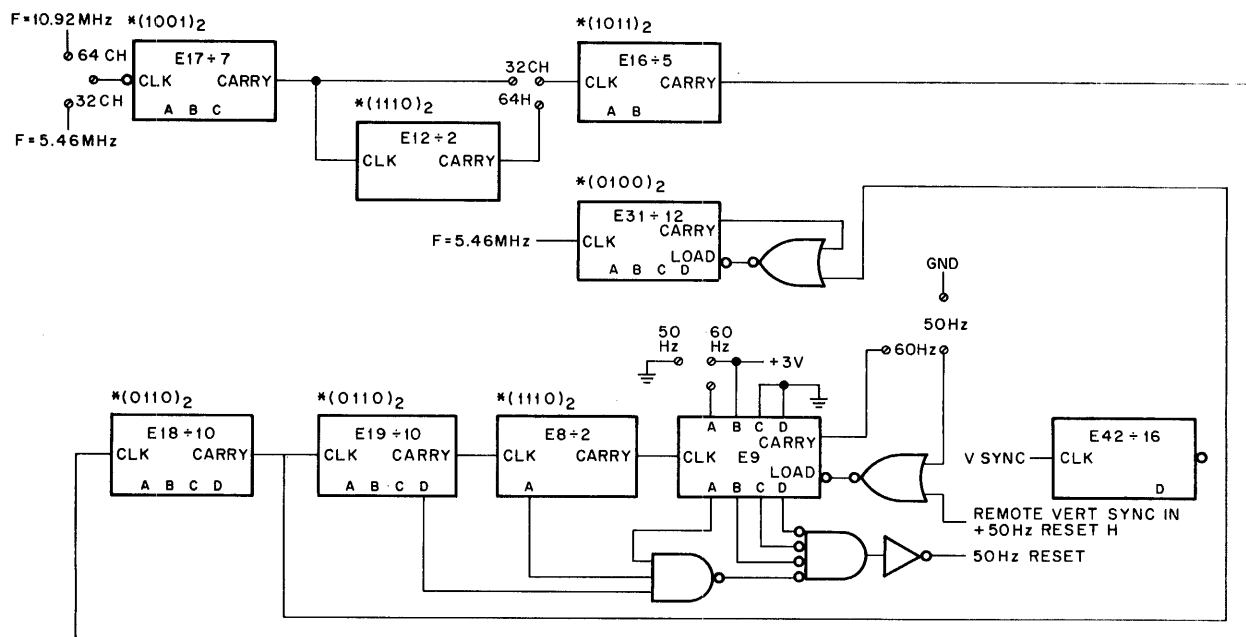 F=10.92MHz
*(1001)2
64 CH
E17÷7
CLK CARRY
A B C
32CH
F=5.46MHz
*(1110)2
E12÷2
CLK CARRY
32CH
64H
*(1011)2
E16÷5
CLK CARRY
A B
*(0100)2
E31÷12
CARRY
F=5.46MHz
CLK
LOAD
A B C D
GND
50Hz
60Hz
50 Hz
60 Hz
+3V
*(0110)2
E18÷10
CLK CARRY
A B C D
*(0110)2
E19÷10
CLK CARRY
A B C D
*(1110)2
E8÷2
CLK CARRY
A
A B C D
CARRY
CLK E9
LOAD
A B C D
E42÷16
V SYNC
CLK
D
REMOTE VERT SYNC IN
+50Hz RESET H
50Hz RESET